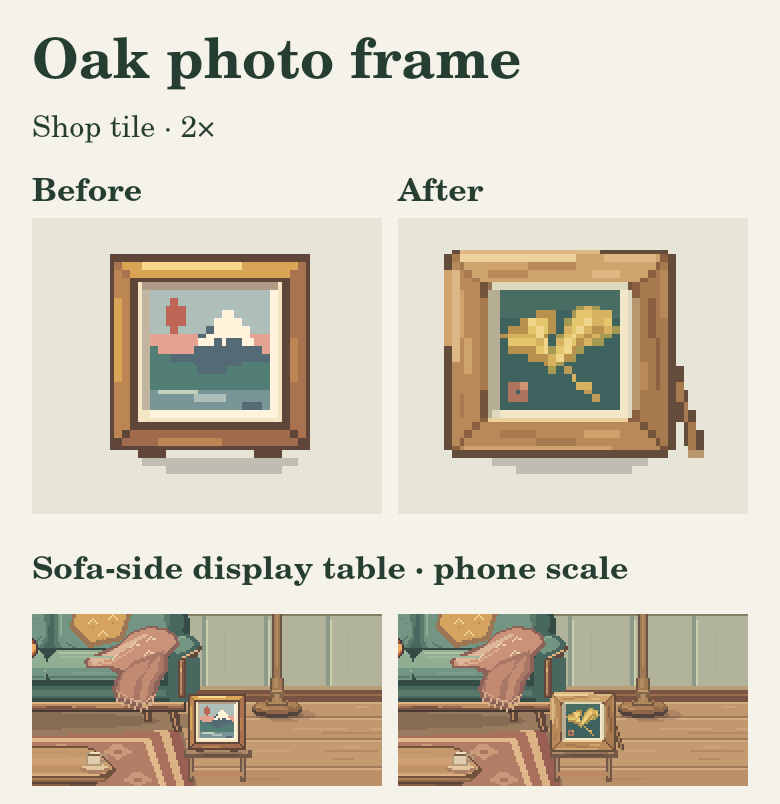 Oak photo frame
Shop tile · 2×
Before
After
Sofa-side display table · phone scale